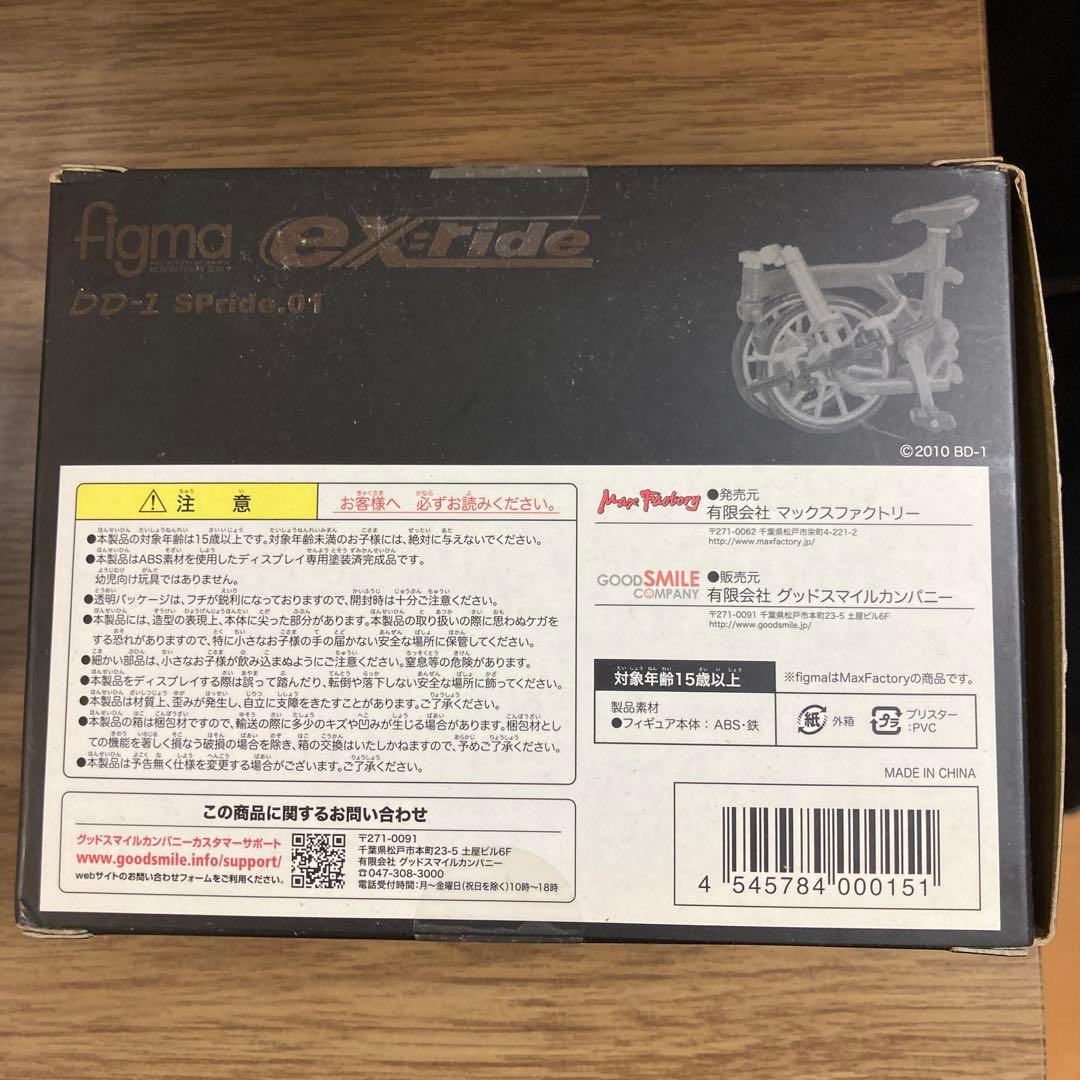 figma ex:ride
BD-1 SPride.01
©2010 BD-1
⚠注意
お客様へ 必ずお読みください。
●本製品の対象年齢は15歳以上です。対象年齢未満のお子様には、絶対に与えないでください。
●本製品はABS素材を使用したディスプレイ専用塗装済完成品です。
幼児向け玩具ではありません。
●透明パッケージは、フチが鋭利になっておりますので、開封時は十分ご注意ください。
●本製品には、造型の表現上、本体に尖った部分があります。本製品の取り扱いの際に思わぬケガを
する恐れがありますので、特に小さなお子様の手の届かない安全な場所に保管してください。
●細かい部品は、小さなお子様が飲み込まぬようにご注意ください。窒息等の危険があります。
●本製品をディスプレイする際は誤って踏んだり、転倒や落下しない安全な場所に飾ってください。
●本製品は材質上、歪みが発生し、自立に支障をきたすことがあります。ご了承ください。
●本製品の箱は梱包材ですので、輸送の際に多少のキズや凹みが生じる場合があります。梱包材とし
ての機能を著しく損なう破損の場合を除き、箱の交換はいたしかねますので、予めご了承ください。
●本製品は予告無く仕様を変更する場合がございます。ご了承ください。
この商品に関するお問い合わせ
グッドスマイルカンパニーカスタマーサポート
www.goodsmile.info/support/
webサイトのお問い合わせフォームをご利用ください。
〒271-0091
千葉県松戸市本町23-5 土屋ビル6F
有限会社 グッドスマイルカンパニー
☎047-308-3000
電話受付時間：月～金曜日(祝日を除く)10時～18時
Max Factory
●発売元
有限会社 マックスファクトリー
〒271-0062 千葉県松戸市栄町4-221-2
http://www.maxfactory.jp/
GOODSMILE COMPANY
●販売元
有限会社 グッドスマイルカンパニー
〒271-0091 千葉県松戸市本町23-5 土屋ビル6F
http://www.goodsmile.jp/
対象年齢15歳以上
※figmaはMaxFactoryの商品です。
製品素材
●フィギュア本体：ABS・鉄
紙 外箱
プラ ブリスター
：PVC
MADE IN CHINA
4 545784 000151